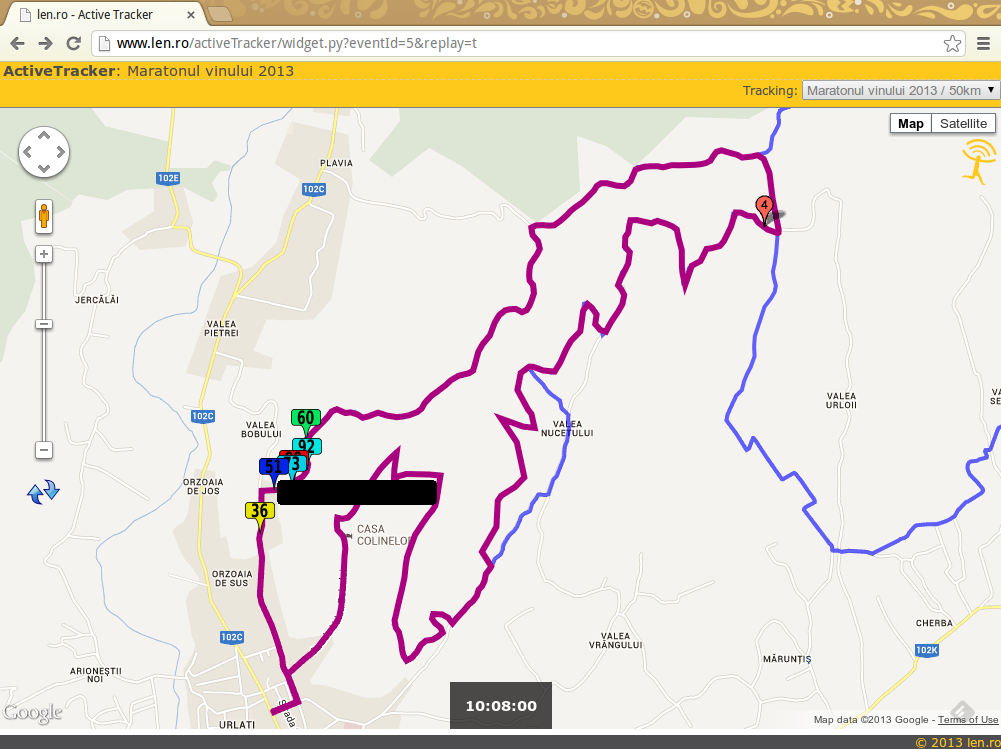 len.ro - Active Tracker
www.len.ro/activeTracker/widget.py?eventId=5&replay=t
ActiveTracker: Maratonul vinului 2013
Tracking: Maratonul vinului 2013 / 50km
Map Satellite
PLAVIA
102E
102C
4
JERCĂLĂI
VALEA
PIETREI
VALEA
URLOII
102C
60
VALEA
BOBULUI
VALEA
NUCETULUI
92
51
73
ORZOAIA
DE JOS
36
CASA
COLINELOR
ORZOAIA
DE SUS
CHERBA
102C
VALEA
VRÂNGULUI
102K
MĂRUNȚIȘ
ARIONEȘTII
NOI
10:08:00
Google
URLATI
Strada
Map data ©2013 Google - Terms of Use
© 2013 len.ro